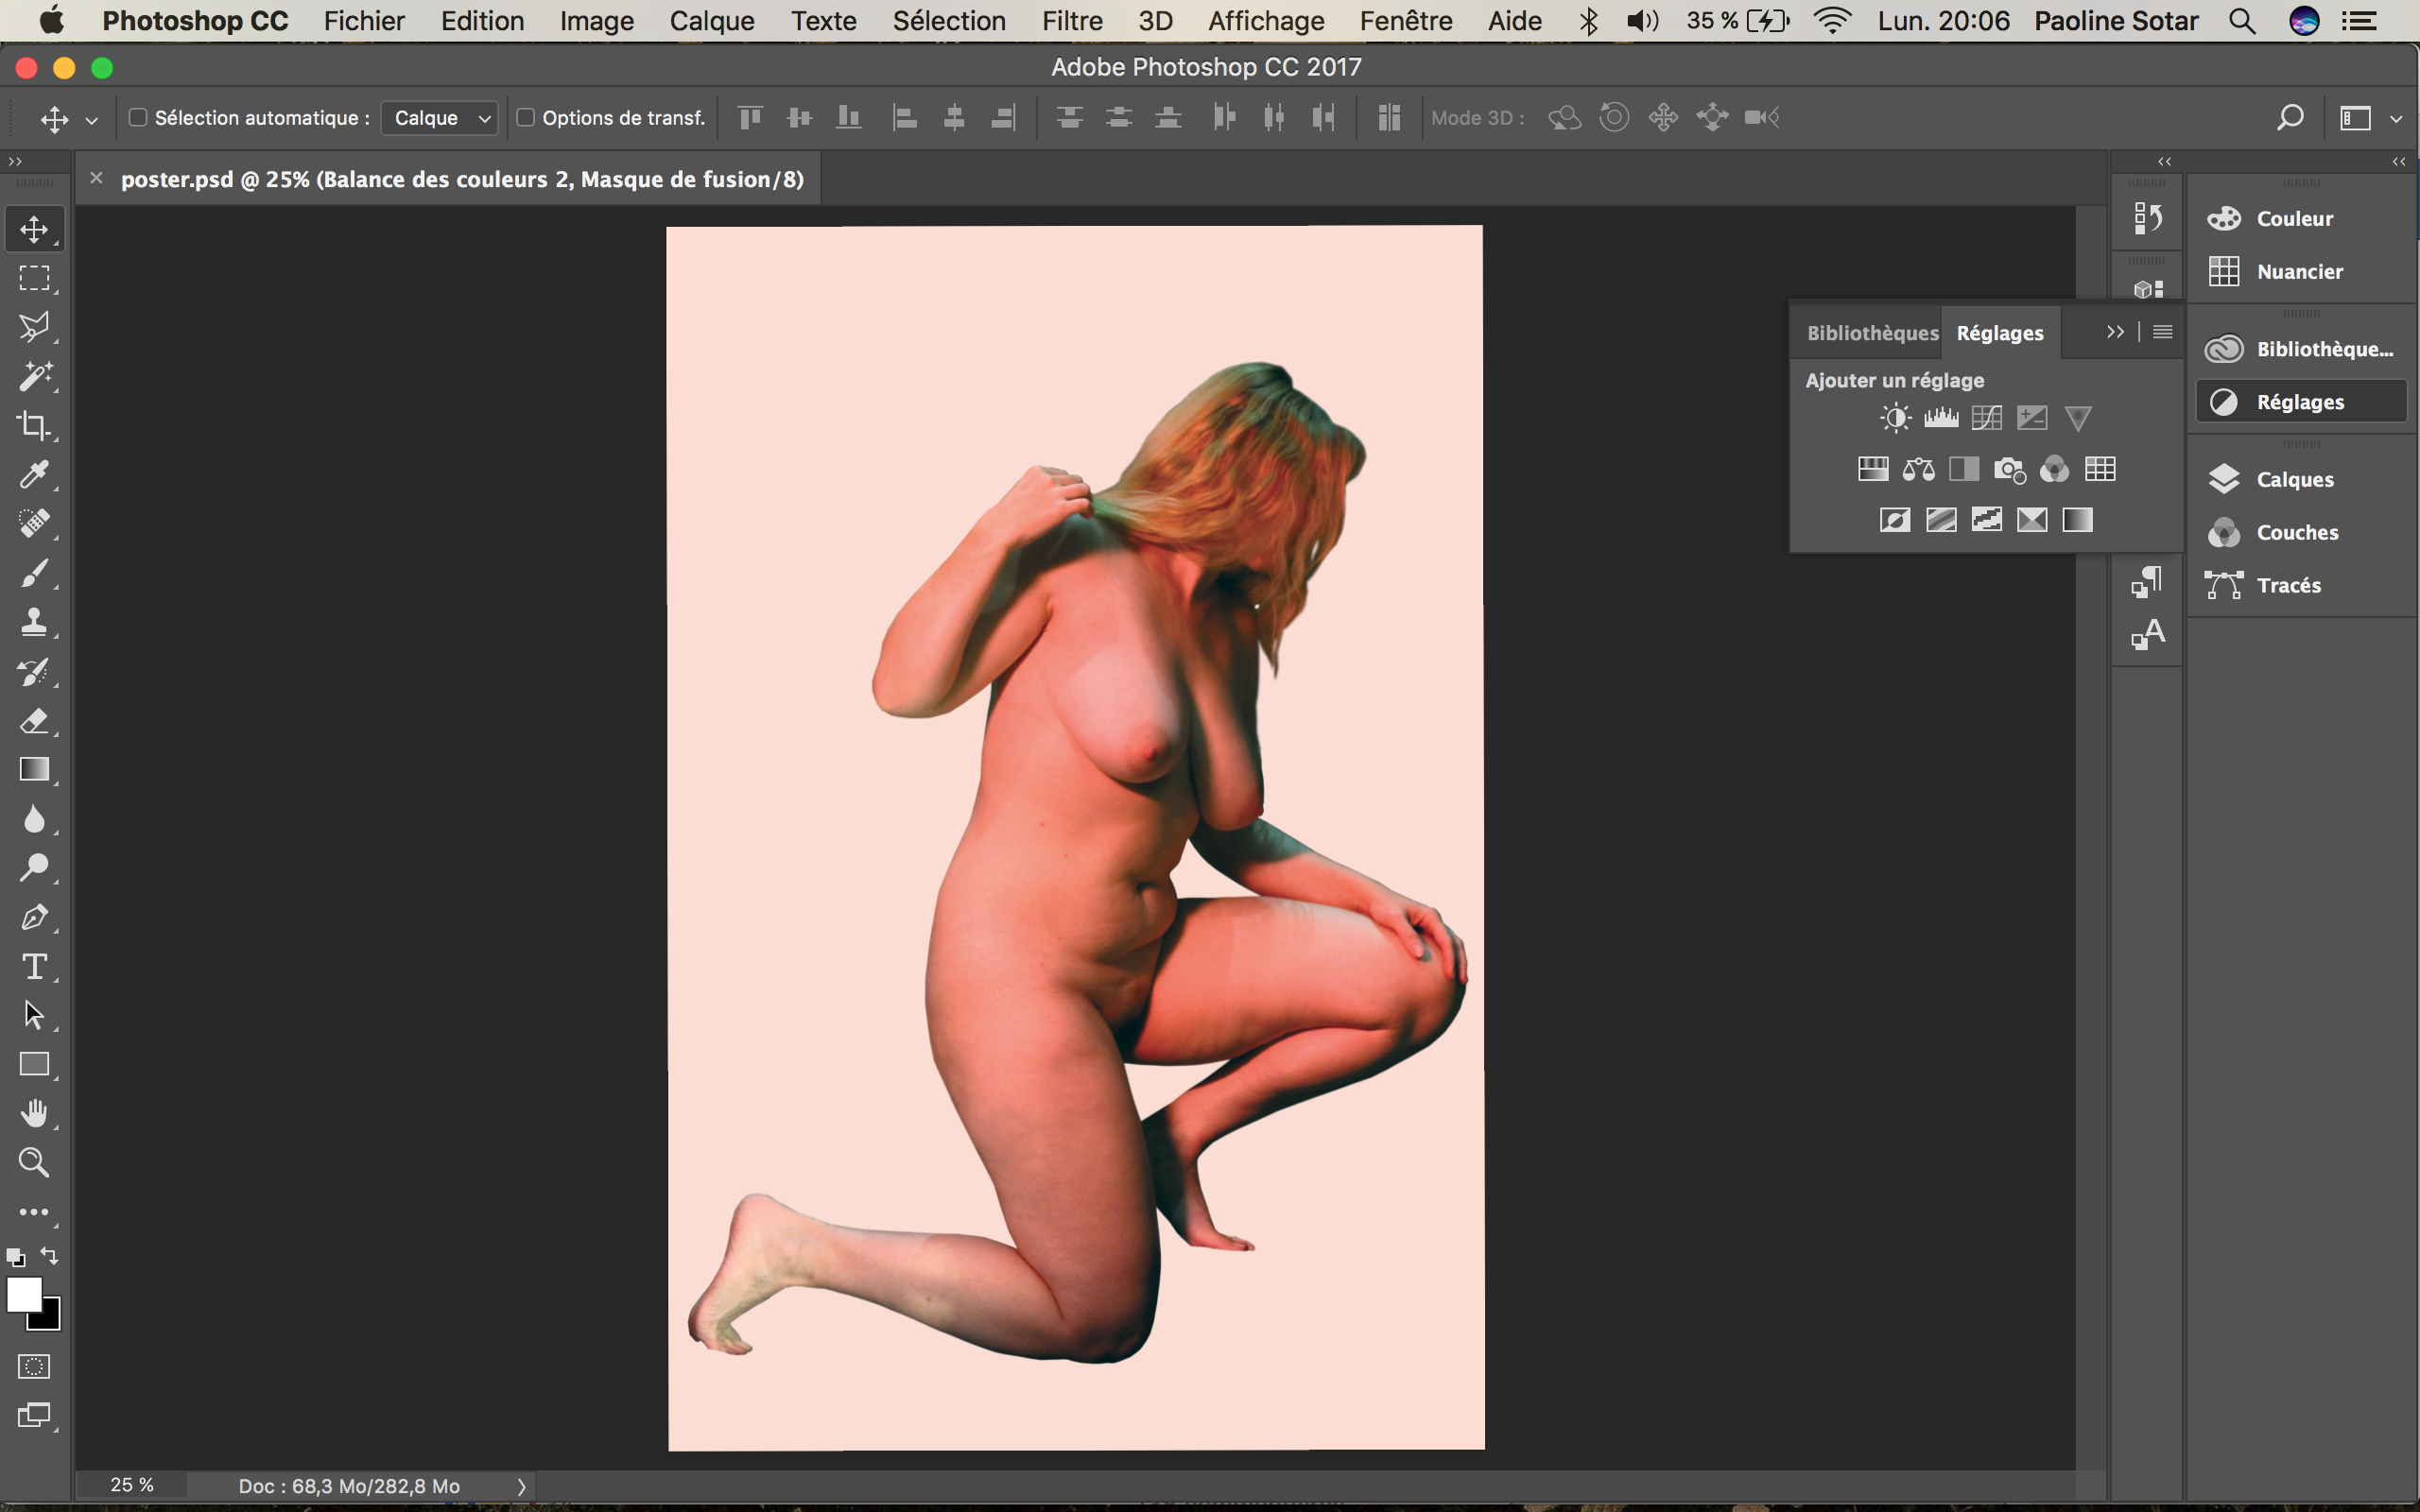 Photoshop CC Fichier Edition Image Calque Texte Sélection Filtre 3D Affichage Fenêtre Aide 35 % Lun. 20:06 Paoline Sotar
Adobe Photoshop CC 2017
Sélection automatique : Calque Options de transf. Mode 3D :
poster.psd @ 25% (Balance des couleurs 2, Masque de fusion/8)
Couleur
Nuancier
Bibliothèques Réglages
Ajouter un réglage
Bibliothèque...
Réglages
Calques
Couches
Tracés
25 % Doc : 68,3 Mo/282,8 Mo